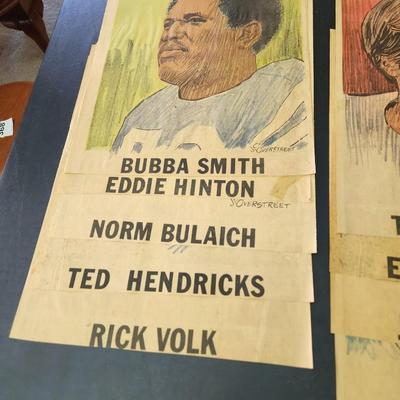 S.OVERSTREET
BUBBA SMITH
EDDIE HINTON
S.OVERSTREET
NORM BULAICH
TED HENDRICKS
RICK VOLK
T
E